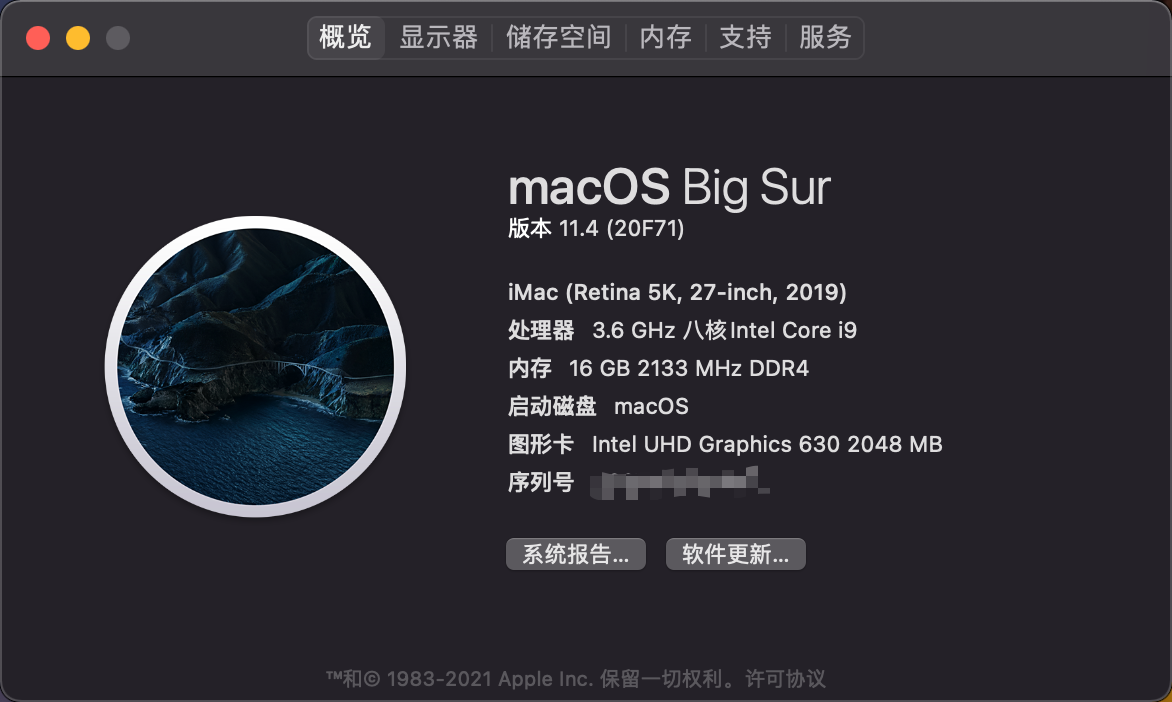 概览 显示器 储存空间 内存 支持 服务
macOS Big Sur
版本 11.4 (20F71)
iMac (Retina 5K, 27-inch, 2019)
处理器 3.6 GHz 八核Intel Core i9
内存 16 GB 2133 MHz DDR4
启动磁盘 macOS
图形卡 Intel UHD Graphics 630 2048 MB
序列号
系统报告... 软件更新...
™和© 1983-2021 Apple Inc. 保留一切权利。许可协议